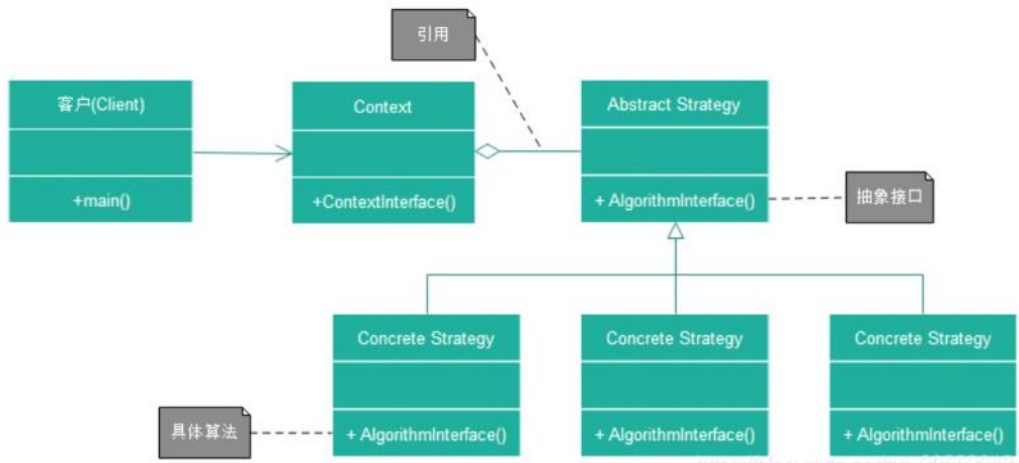 引用
客户(Client)
Context
Abstract Strategy
+main()
+ContextInterface()
+ AlgorithmInterface()
抽象接口
Concrete Strategy
Concrete Strategy
Concrete Strategy
具体算法
+ AlgorithmInterface()
+ AlgorithmInterface()
+ AlgorithmInterface()